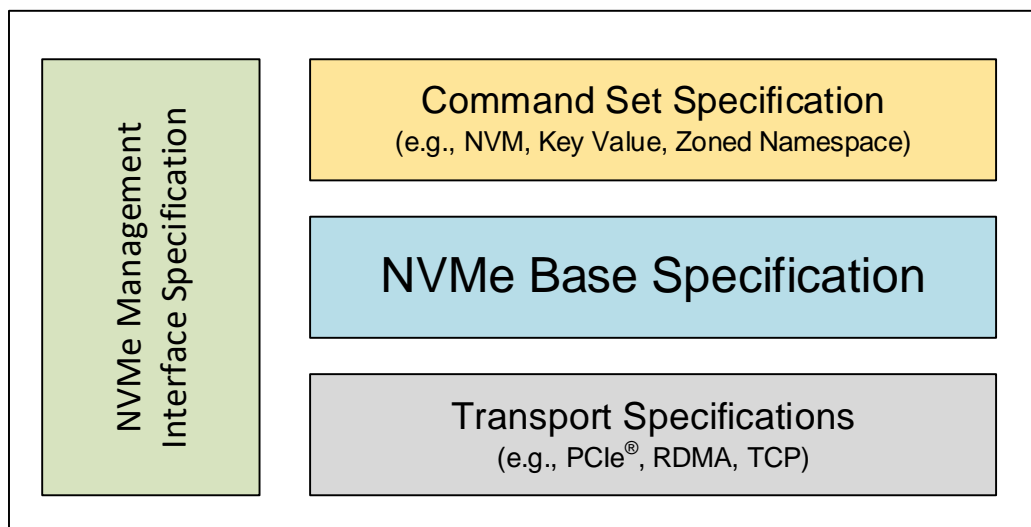 NVMe Management
Interface Specification
Command Set Specification
(e.g., NVM, Key Value, Zoned Namespace)
NVMe Base Specification
Transport Specifications
(e.g., PCIe®, RDMA, TCP)